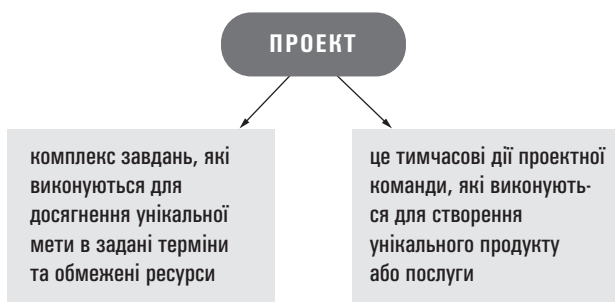 ПРОЕКТ
комплекс завдань, які
виконуються для
досягнення унікальної
мети в задані терміни
та обмежені ресурси
це тимчасові дії проектної
команди, які виконують-
ся для створення
унікального продукту
або послуги